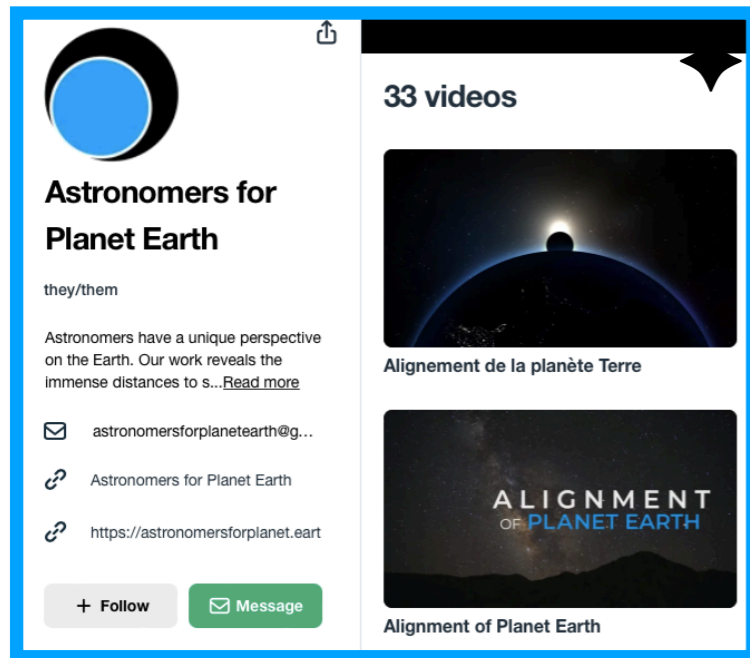 Astronomers for
Planet Earth
they/them
Astronomers have a unique perspective
on the Earth. Our work reveals the
immense distances to s...Read more
astronomersforplanetearth@g...
Astronomers for Planet Earth
https://astronomersforplanet.eart
+ Follow
Message
33 videos
Alignement de la planète Terre
ALIGNMENT
OF PLANET EARTH
Alignment of Planet Earth